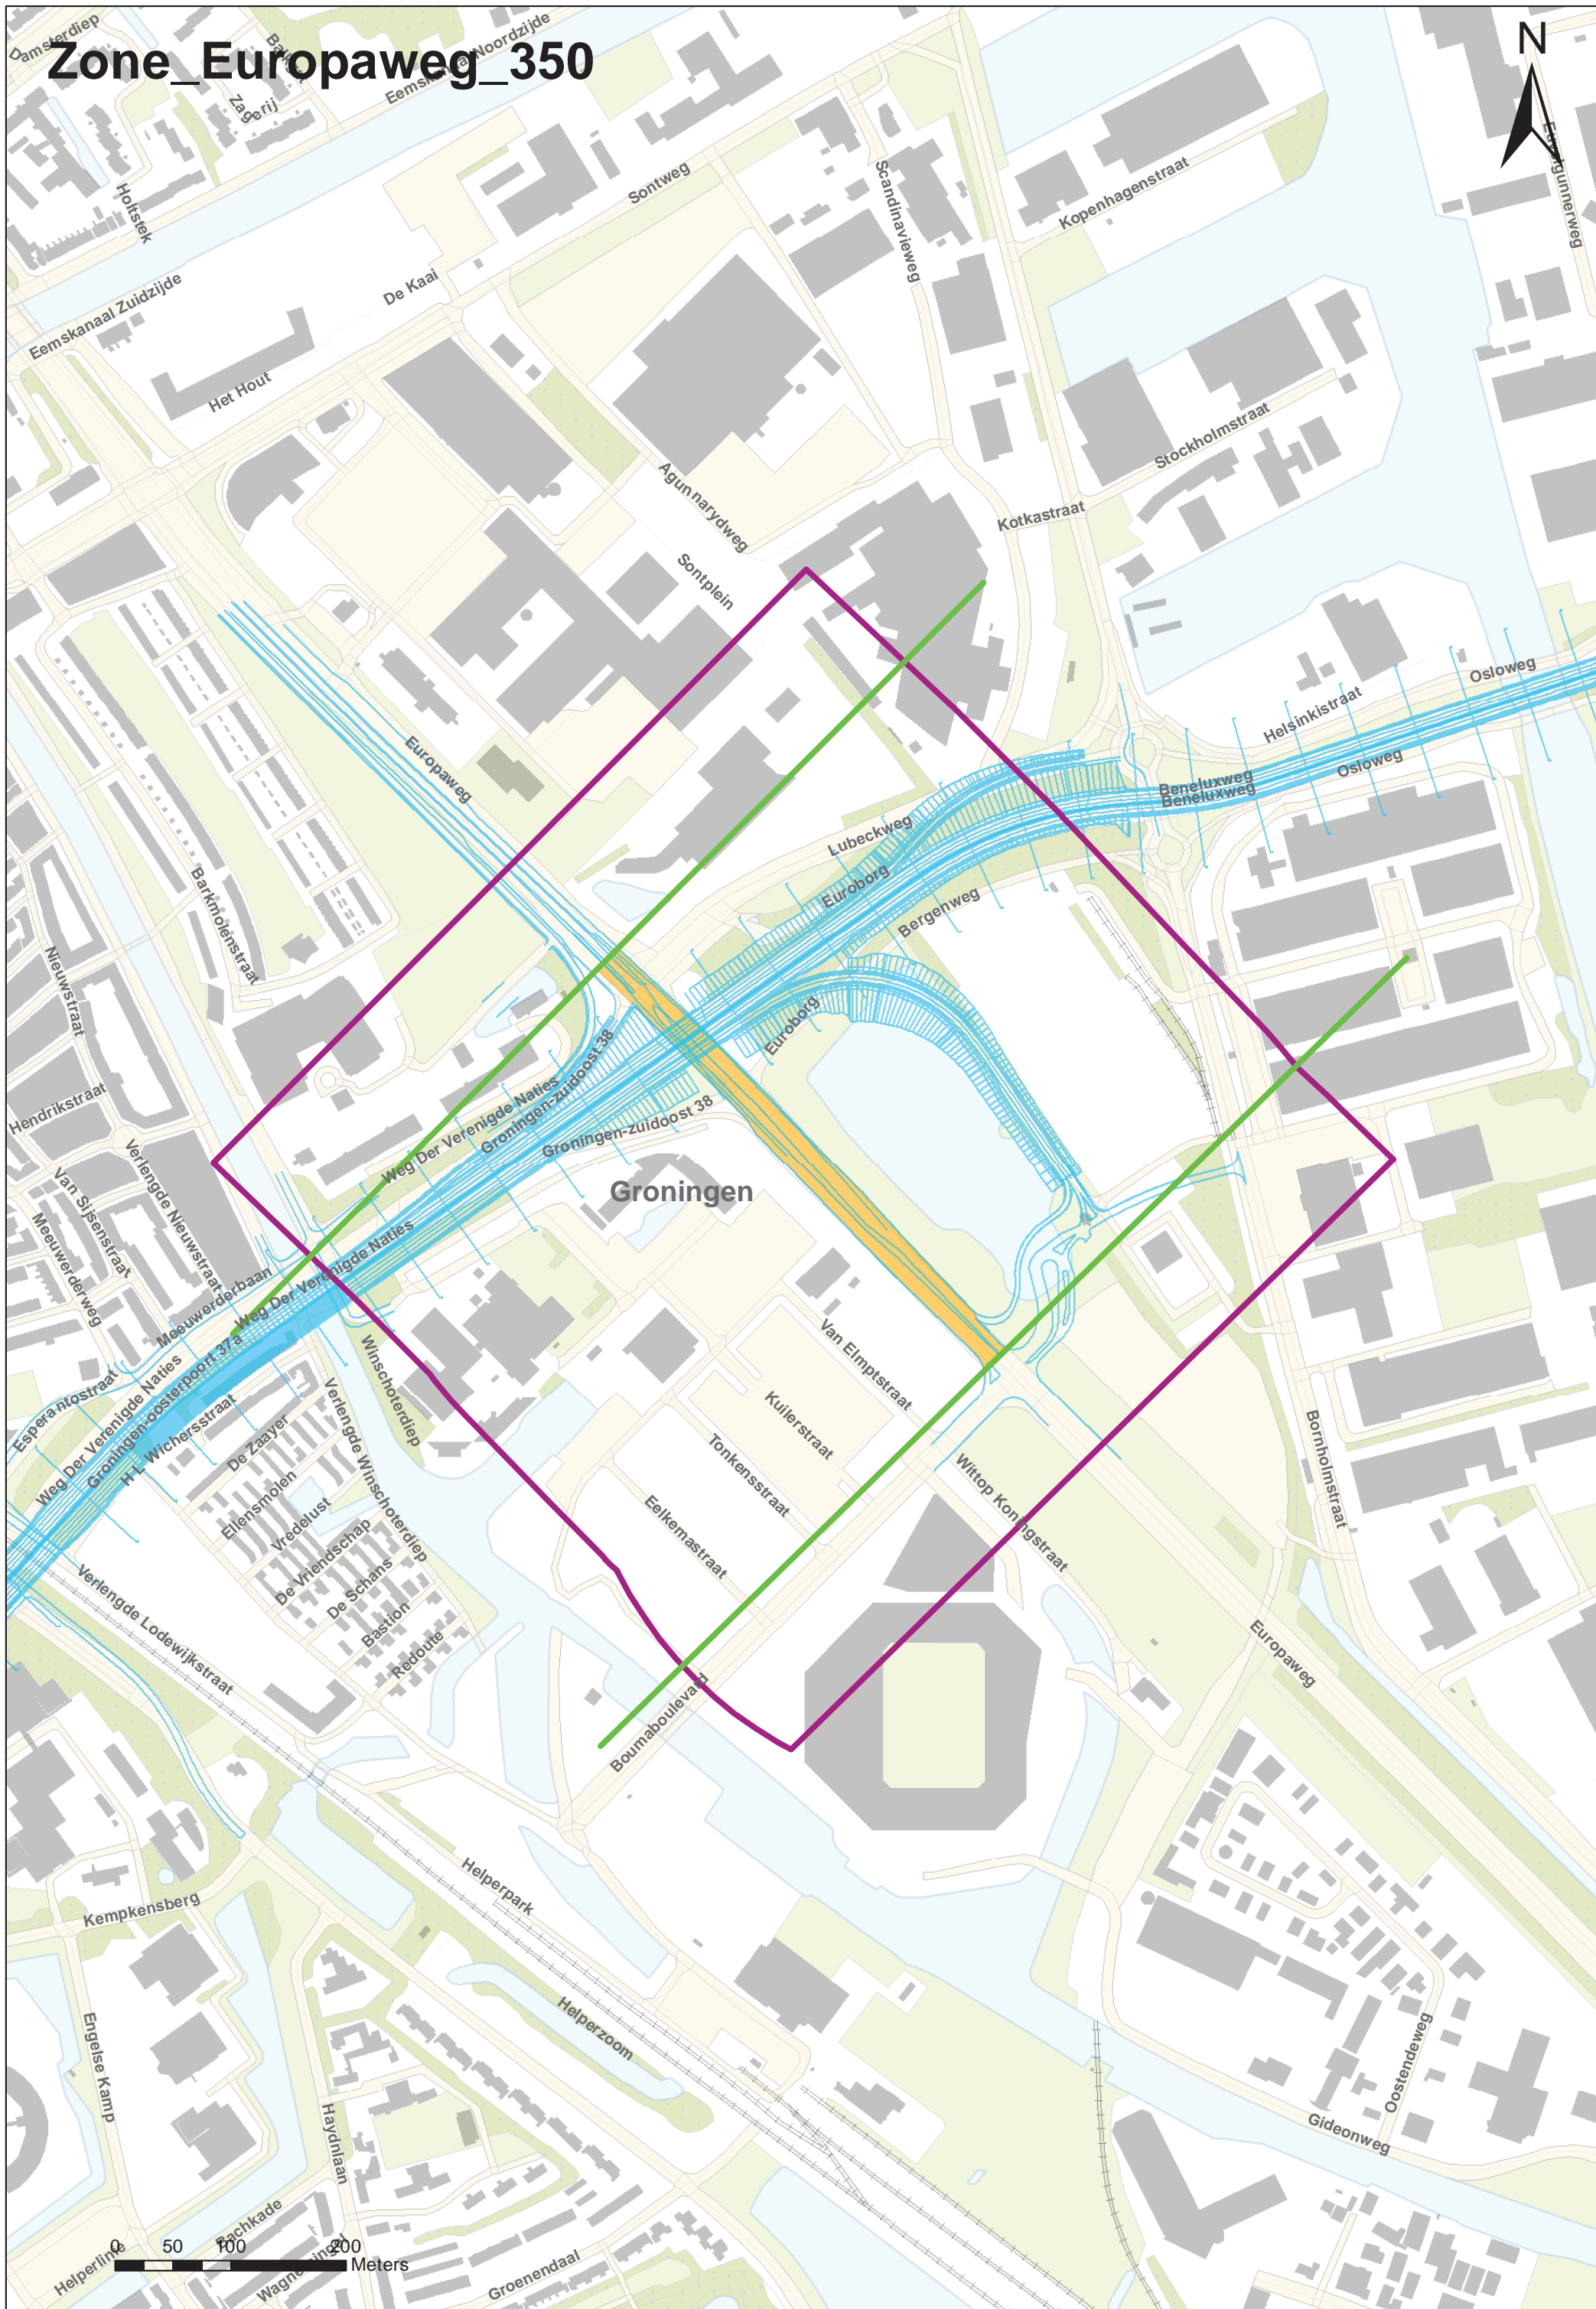 Zone_Europaweg_350
N
Damsterdiep
Zagerij
Eemskanaal Noordzijde
Holtstek
Sontweg
Scandinavieweg
Kopenhagenstraat
Eemskanaal Zuidzijde
De Kaai
Het Hout
Stockholmstraat
Agunnarydweg
Kotkastraat
Sontplein
Osloweg
Helsinkistraat
Europaweg
Osloweg
Beneluxweg
Beneluxweg
Lubeckweg
Euroborg
Bergenweg
Barkmolenstraat
Nieuwstraat
Euroborg
Groningen-zuidoost 38
Weg Der Verenigde Naties
Groningen-zuidoost 38
Hendrikstraat
Verlengde Nieuwstraat
Van Sijsenstraat
Meeuwerderweg
Groningen
Weg Der Verenigde Naties
Meeuwerderbaan
Winschoterdiep
Van Elmptstraat
Esperantostraat
Weg Der Verenigde Naties
Groningen-oosterpoort 37a
H L Wichersstraat
De Zaayer
Verlengde Winschoterdiep
Kuilerstraat
Tonkensstraat
Wittop Koningstraat
Bornholmstraat
Ellensmolen
Vredelust
De Vriendschap
De Schans
Bastion
Redoute
Eelkemastraat
Verlengde Lodewijkstraat
Boumaboulevard
Europaweg
Helperpark
Kempkensberg
Helperzoom
Engelse Kamp
Haydnlaan
Oostendeweg
Gideonweg
Bachkade
Helperlinie
Groenendaal
0 50 100 200
Meters